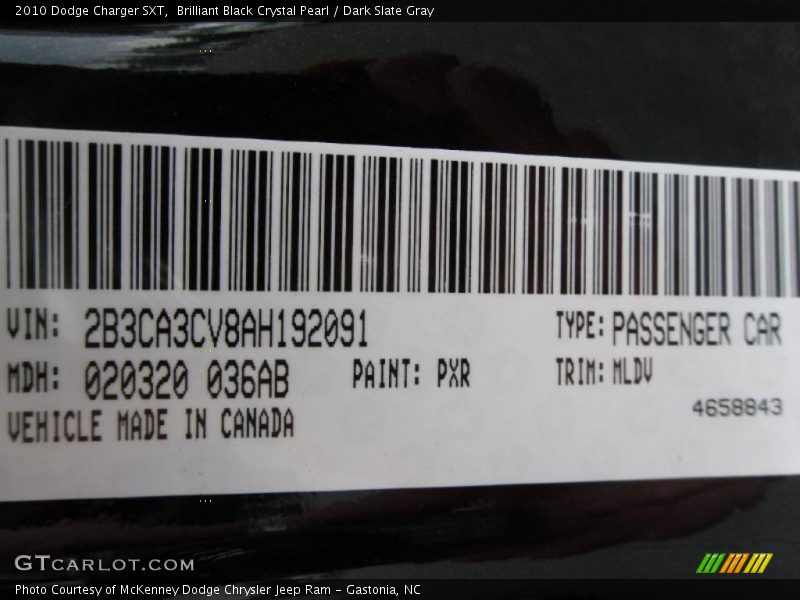 2010 Dodge Charger SXT,  Brilliant Black Crystal Pearl / Dark Slate Gray
VIN: 2B3CA3CV8AH192091 TYPE: PASSENGER CAR
MDH: 020320 036AB PAINT: PXR TRIM: MLDV
4658843
VEHICLE MADE IN CANADA
GTCARLOT.COM
Photo Courtesy of McKenney Dodge Chrysler Jeep Ram - Gastonia, NC